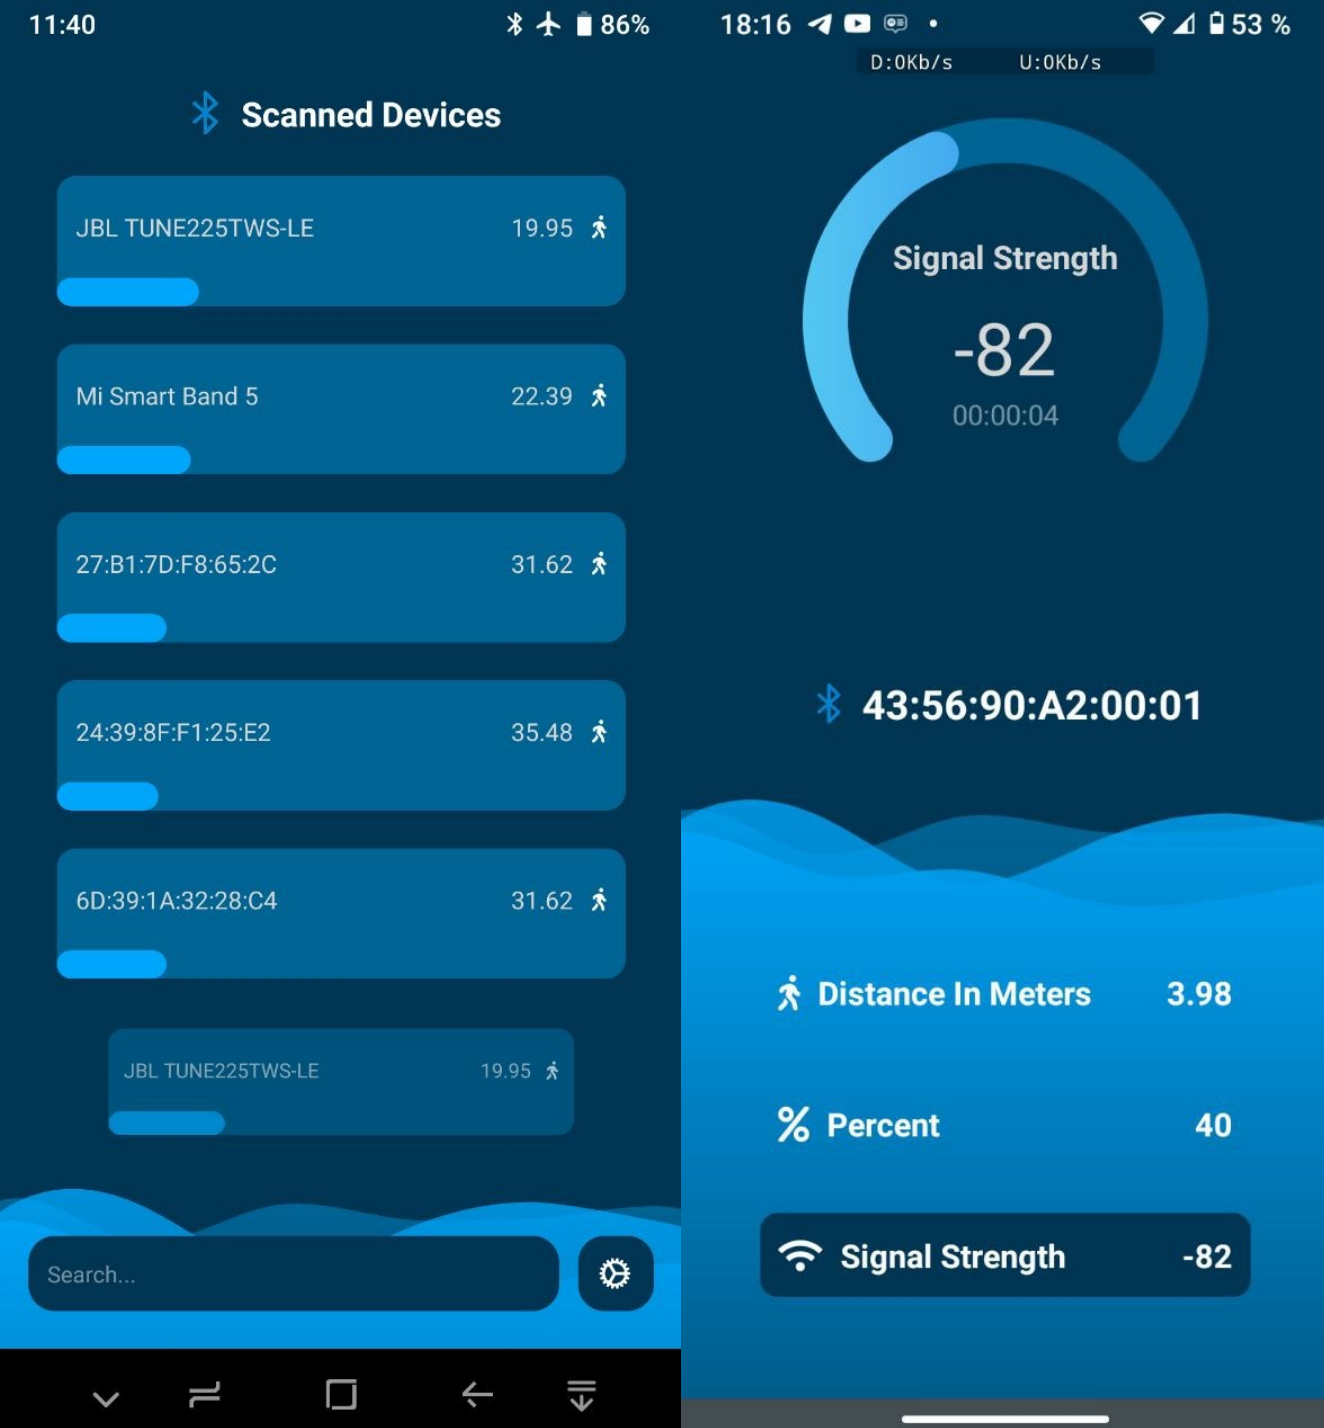 11:40
86%
Scanned Devices
JBL TUNE225TWS-LE 19.95
Mi Smart Band 5 22.39
27:B1:7D:F8:65:2C 31.62
24:39:8F:F1:25:E2 35.48
6D:39:1A:32:28:C4 31.62
JBL TUNE225TWS-LE 19.95
Search...
18:16
53 %
D:0Kb/s U:0Kb/s
Signal Strength
-82
00:00:04
43:56:90:A2:00:01
Distance In Meters 3.98
% Percent 40
Signal Strength -82